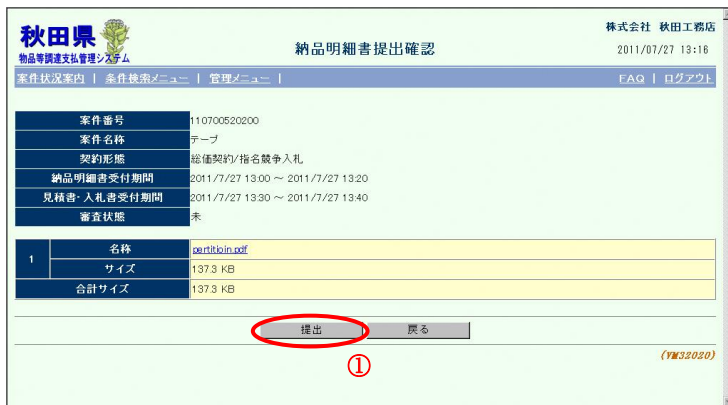 秋田県
物品等調達支払管理システム
納品明細書提出確認
株式会社 秋田工務店
2011/07/27 13:16
案件状況案内 | 条件検索メニュー | 管理メニュー |
FAQ | ログアウト
案件番号 110700520200
案件名称 テープ
契約形態 総価契約/指名競争入札
納品明細書受付期間 2011/7/27 13:00 ～ 2011/7/27 13:20
見積書・入札書受付期間 2011/7/27 13:30 ～ 2011/7/27 13:40
審査状態 未
1 名称 pertitioin.pdf
サイズ 137.3 KB
合計サイズ 137.3 KB
提出 戻る
①
(VM32020)